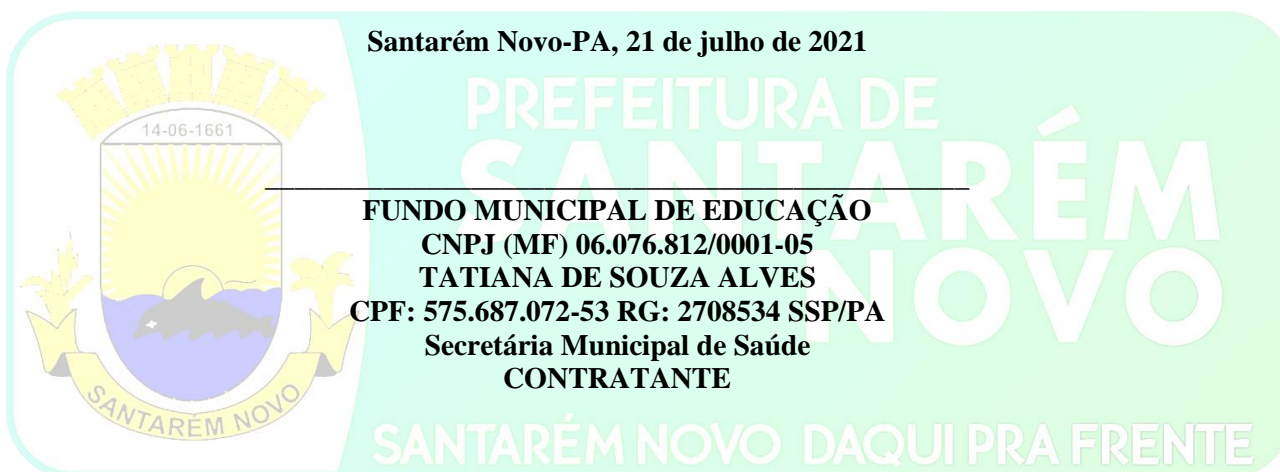 Santarém Novo-PA, 21 de julho de 2021
PREFEITURA DE
SANTARÉM
NOVO
14-06-1661
________________________________________________
FUNDO MUNICIPAL DE EDUCAÇÃO
CNPJ (MF) 06.076.812/0001-05
TATIANA DE SOUZA ALVES
CPF: 575.687.072-53 RG: 2708534 SSP/PA
Secretária Municipal de Saúde
CONTRATANTE
SANTARÉM NOVO
SANTARÉM NOVO DAQUI PRA FRENTE